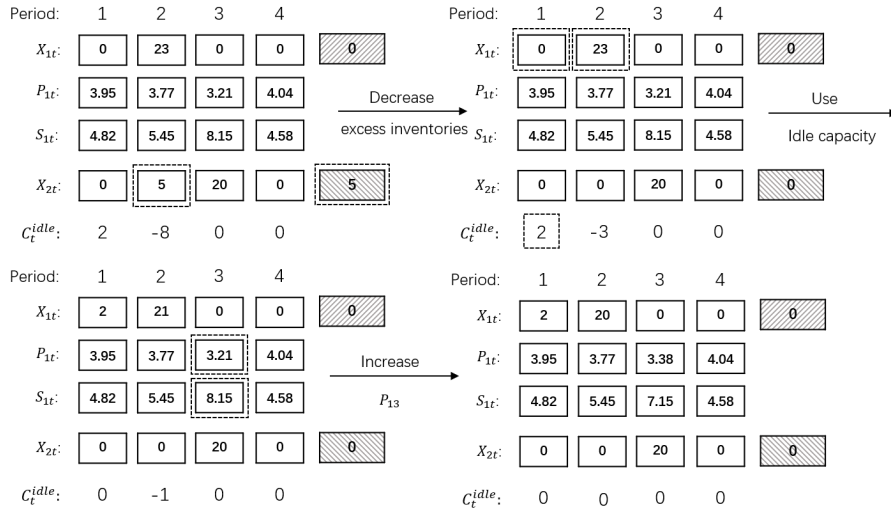 Period: 1 2 3 4
X₁ₜ: 0 23 0 0 0
P₁ₜ: 3.95 3.77 3.21 4.04
S₁ₜ: 4.82 5.45 8.15 4.58
X₂ₜ: 0 5 20 0 5
Cₜⁱᵈˡᵉ: 2 -8 0 0
Decrease
excess inventories
Period: 1 2 3 4
X₁ₜ: 0 23 0 0 0
P₁ₜ: 3.95 3.77 3.21 4.04
S₁ₜ: 4.82 5.45 8.15 4.58
X₂ₜ: 0 0 20 0 0
Cₜⁱᵈˡᵉ: 2 -3 0 0
Use
Idle capacity
Period: 1 2 3 4
X₁ₜ: 2 21 0 0 0
P₁ₜ: 3.95 3.77 3.21 4.04
S₁ₜ: 4.82 5.45 8.15 4.58
X₂ₜ: 0 0 20 0 0
Cₜⁱᵈˡᵉ: 0 -1 0 0
Increase
P₁₃
Period: 1 2 3 4
X₁ₜ: 2 20 0 0 0
P₁ₜ: 3.95 3.77 3.38 4.04
S₁ₜ: 4.82 5.45 7.15 4.58
X₂ₜ: 0 0 20 0 0
Cₜⁱᵈˡᵉ: 0 0 0 0